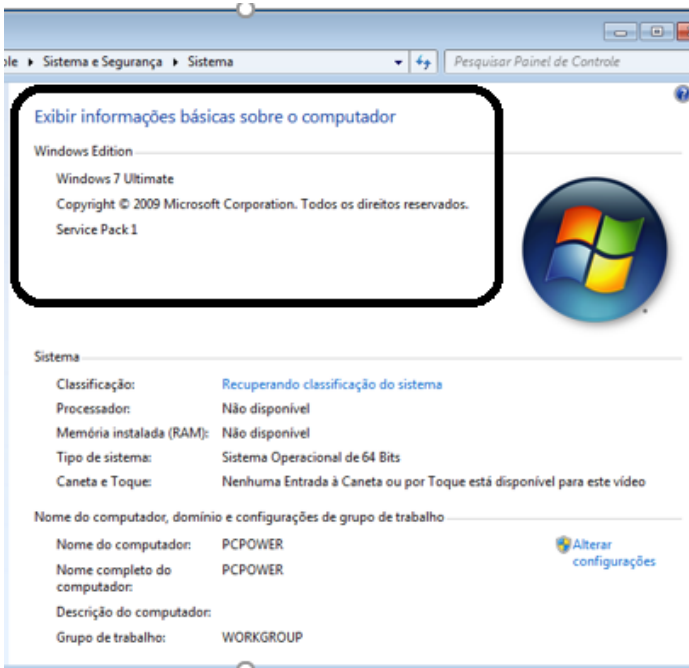 ole ▸ Sistema e Segurança ▸ Sistema
Pesquisar Painel de Controle
Exibir informações básicas sobre o computador
Windows Edition
Windows 7 Ultimate
Copyright © 2009 Microsoft Corporation. Todos os direitos reservados.
Service Pack 1
Sistema
Classificação: Recuperando classificação do sistema
Processador: Não disponível
Memória instalada (RAM): Não disponível
Tipo de sistema: Sistema Operacional de 64 Bits
Caneta e Toque: Nenhuma Entrada à Caneta ou por Toque está disponível para este vídeo
Nome do computador, domínio e configurações de grupo de trabalho
Nome do computador: PCPOWER
Alterar
configurações
Nome completo do
computador: PCPOWER
Descrição do computador:
Grupo de trabalho: WORKGROUP